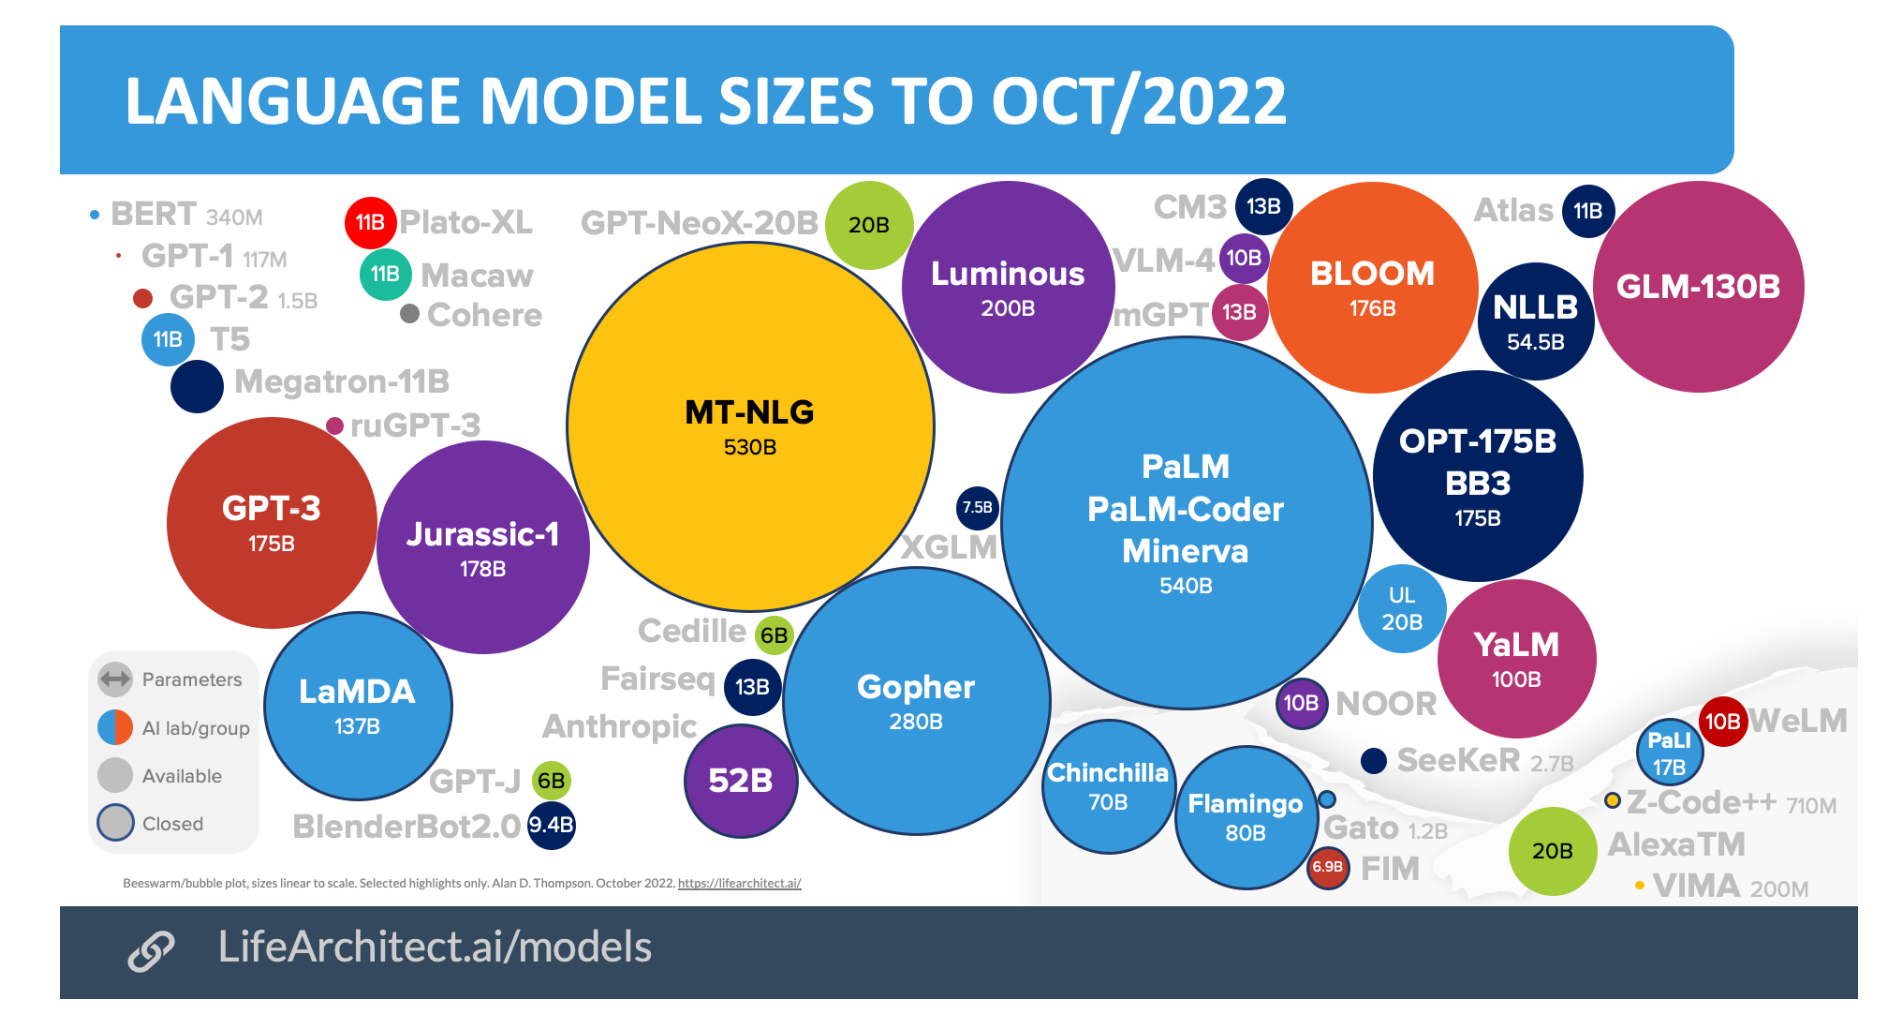 LANGUAGE MODEL SIZES TO OCT/2022
BERT 340M
GPT-1 117M
GPT-2 1.5B
11B T5
Megatron-11B
ruGPT-3
11B Plato-XL
11B Macaw
Cohere
GPT-3
175B
Jurassic-1
178B
LaMDA
137B
GPT-J 6B
BlenderBot2.0 9.4B
GPT-NeoX-20B 20B
MT-NLG
530B
Luminous
200B
XGLM 7.5B
Cedille 6B
Fairseq 13B
Anthropic
52B
Gopher
280B
CM3 13B
VLM-4 10B
mGPT 13B
BLOOM
176B
PaLM
PaLM-Coder
Minerva
540B
Atlas 11B
NLLB
54.5B
GLM-130B
OPT-175B
BB3
175B
UL
20B
YaLM
100B
10B NOOR
SeeKeR 2.7B
Chinchilla
70B
Flamingo
80B
Gato 1.2B
6.9B FIM
PaLI
17B
10B WeLM
Z-Code++ 710M
20B AlexaTM
VIMA 200M
Parameters
AI lab/group
Available
Closed
Beeswarm/bubble plot, sizes linear to scale. Selected highlights only. Alan D. Thompson. October 2022. https://lifearchitect.ai/
LifeArchitect.ai/models